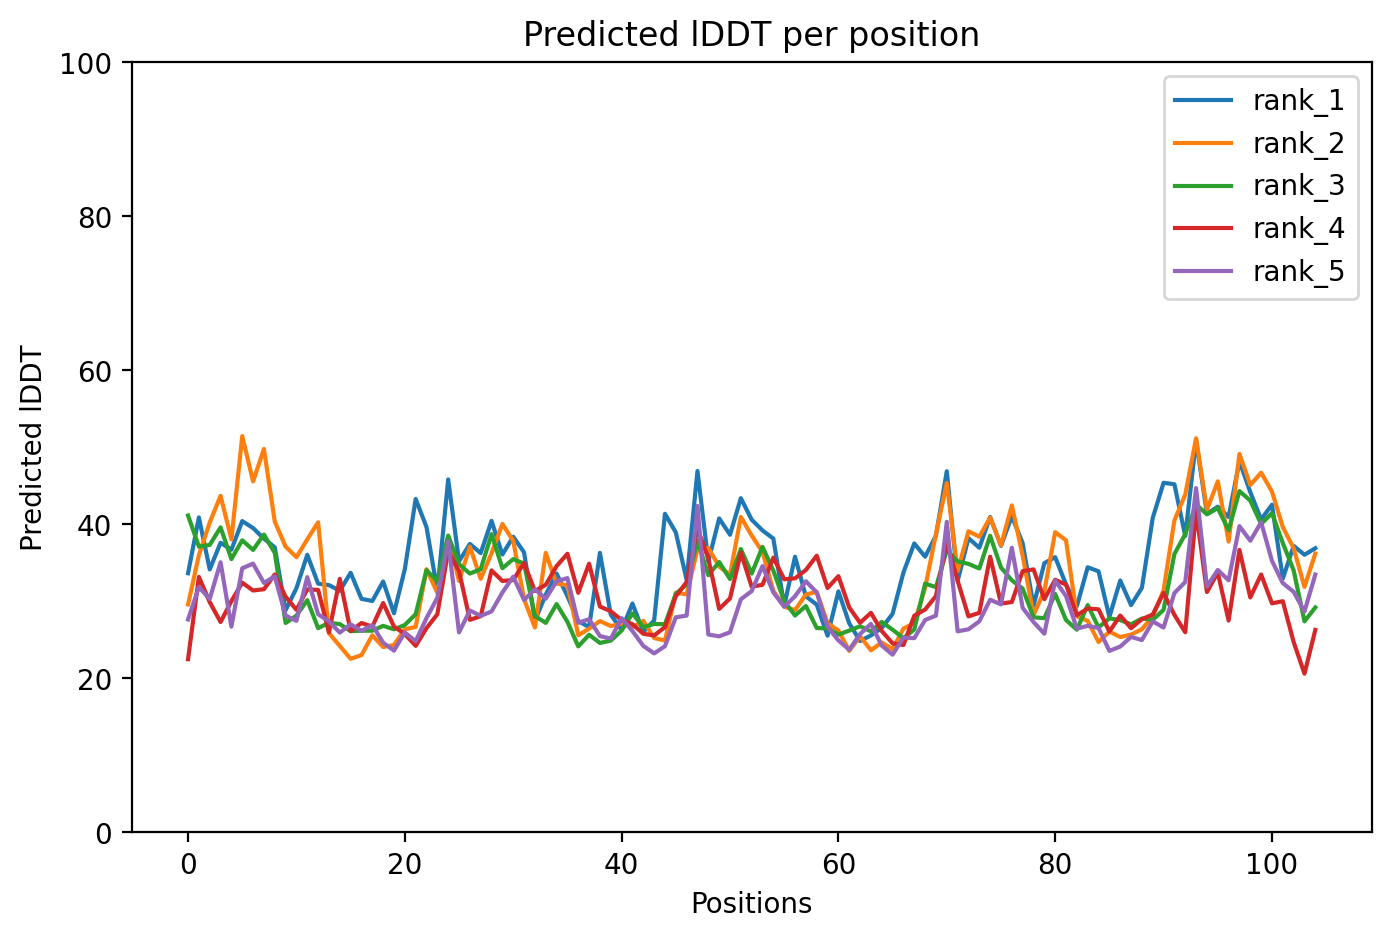 Predicted lDDT per position
100
80
60
40
20
0
Predicted lDDT
0 20 40 60 80 100
Positions
rank_1
rank_2
rank_3
rank_4
rank_5